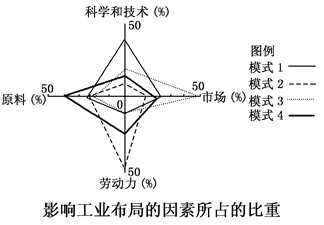 科学和技术(%)
50
图例
模式 1
50
50
模式 2
原料(%)
0
市场(%)
模式 3
模式 4
50
劳动力(%)
影响工业布局的因素所占的比重